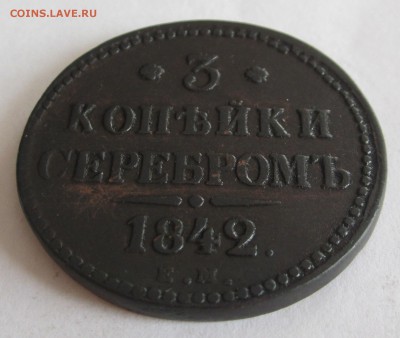 COINS.LAVE.RU
* 3 *
КОПѢЙКИ
СЕРЕБРОМЪ
1842.
Е.М.